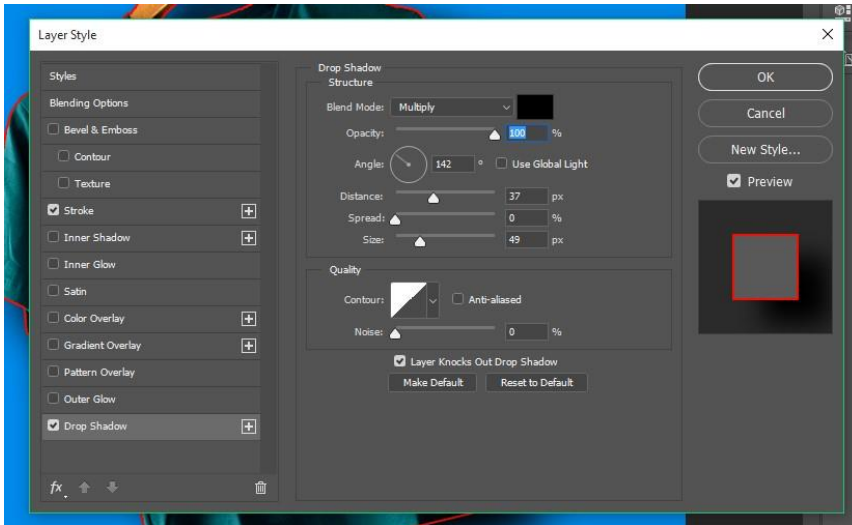 Layer Style
Styles
Blending Options
Bevel & Emboss
Contour
Texture
Stroke
Inner Shadow
Inner Glow
Satin
Color Overlay
Gradient Overlay
Pattern Overlay
Outer Glow
Drop Shadow
fx
Drop Shadow
Structure
Blend Mode: Multiply
Opacity: 100 %
Angle: 142 ° Use Global Light
Distance: 37 px
Spread: 0 %
Size: 49 px
Quality
Contour: Anti-aliased
Noise: 0 %
Layer Knocks Out Drop Shadow
Make Default Reset to Default
OK
Cancel
New Style...
Preview